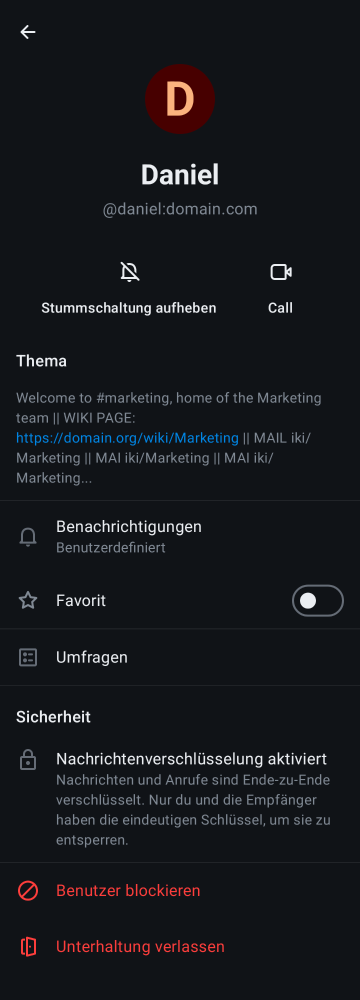 D
Daniel
@daniel:domain.com
Stummschaltung aufheben
Call
Thema
Welcome to #marketing, home of the Marketing
team || WIKI PAGE:
https://domain.org/wiki/Marketing || MAIL iki/
Marketing || MAI iki/Marketing || MAI iki/
Marketing...
Benachrichtigungen
Benutzerdefiniert
Favorit
Umfragen
Sicherheit
Nachrichtenverschlüsselung aktiviert
Nachrichten und Anrufe sind Ende-zu-Ende
verschlüsselt. Nur du und die Empfänger
haben die eindeutigen Schlüssel, um sie zu
entsperren.
Benutzer blockieren
Unterhaltung verlassen